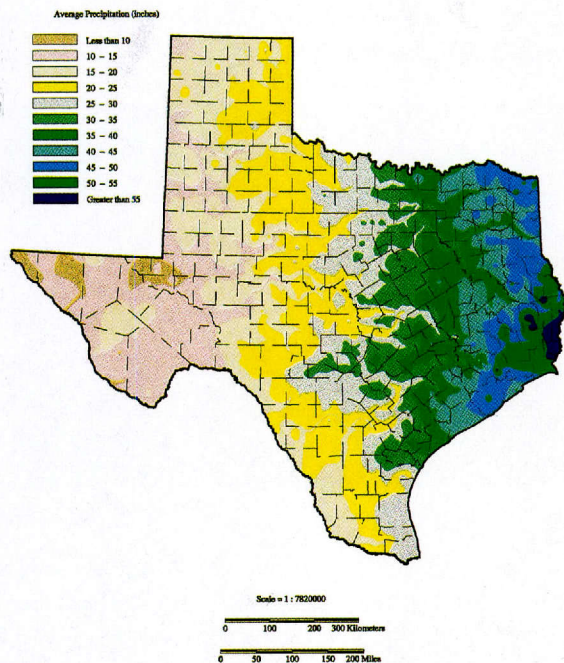 Average Precipitation (inches)
Less than 10
10 – 15
15 – 20
20 – 25
25 – 30
30 – 35
35 – 40
40 – 45
45 – 50
50 – 55
Greater than 55
Scale = 1 : 7820000
0 100 200 300 Kilometers
0 50 100 150 200 Miles